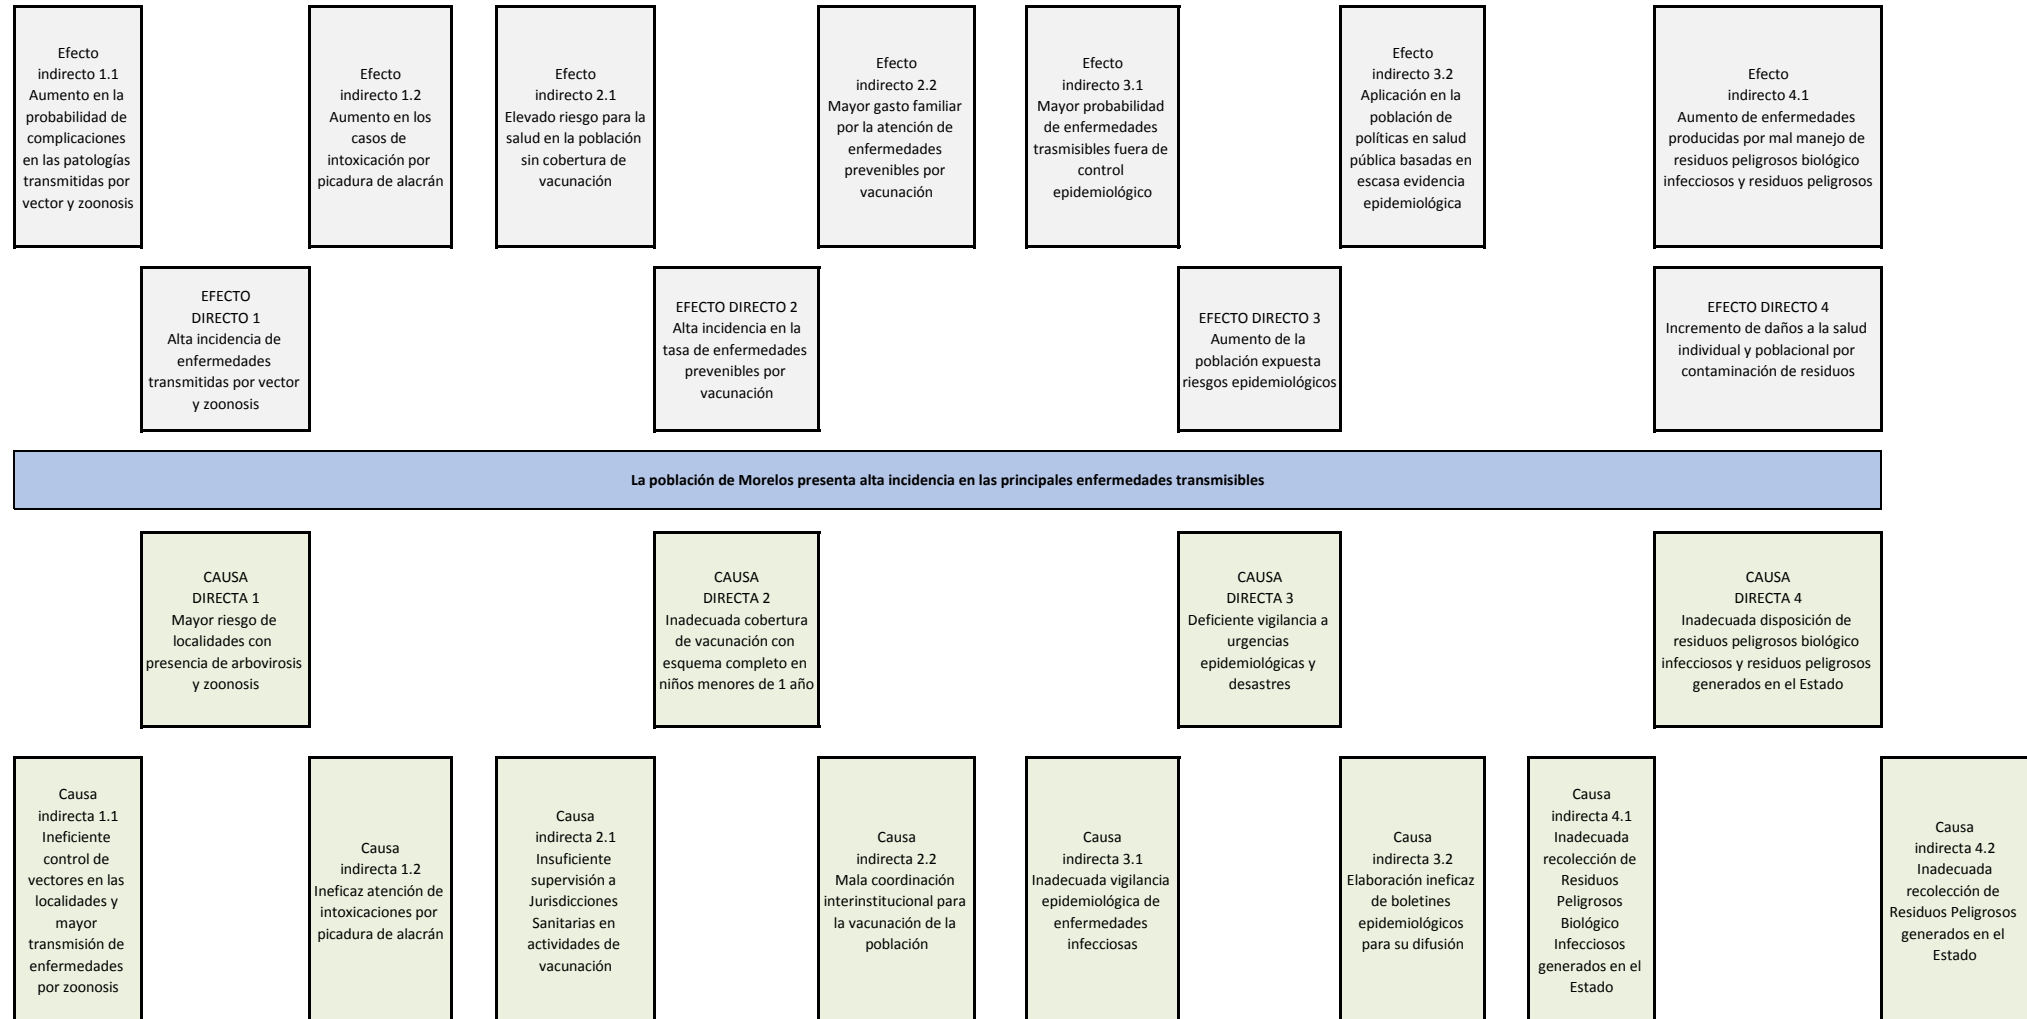 Efecto
indirecto 1.1
Aumento en la
probabilidad de
complicaciones
en las patologías
transmitidas por
vector y zoonosis
Efecto
indirecto 1.2
Aumento en los
casos de
intoxicación por
picadura de alacrán
Efecto
indirecto 2.1
Elevado riesgo para la
salud en la población
sin cobertura de
vacunación
Efecto
indirecto 2.2
Mayor gasto familiar
por la atención de
enfermedades
prevenibles por
vacunación
Efecto
indirecto 3.1
Mayor probabilidad
de enfermedades
trasmisibles fuera de
control
epidemiológico
Efecto
indirecto 3.2
Aplicación en la
población de
políticas en salud
pública basadas en
escasa evidencia
epidemiológica
Efecto
indirecto 4.1
Aumento de enfermedades
producidas por mal manejo de
residuos peligrosos biológico
infecciosos y residuos peligrosos
EFECTO
DIRECTO 1
Alta incidencia de
enfermedades
transmitidas por vector
y zoonosis
EFECTO DIRECTO 2
Alta incidencia en la
tasa de enfermedades
prevenibles por
vacunación
EFECTO DIRECTO 3
Aumento de la
población expuesta
riesgos epidemiológicos
EFECTO DIRECTO 4
Incremento de daños a la salud
individual y poblacional por
contaminación de residuos
La población de Morelos presenta alta incidencia en las principales enfermedades transmisibles
CAUSA
DIRECTA 1
Mayor riesgo de
localidades con
presencia de arbovirosis
y zoonosis
CAUSA
DIRECTA 2
Inadecuada cobertura
de vacunación con
esquema completo en
niños menores de 1 año
CAUSA
DIRECTA 3
Deficiente vigilancia a
urgencias
epidemiológicas y
desastres
CAUSA
DIRECTA 4
Inadecuada disposición de
residuos peligrosos biológico
infecciosos y residuos peligrosos
generados en el Estado
Causa
indirecta 1.1
Ineficiente
control de
vectores en las
localidades y
mayor
transmisión de
enfermedades
por zoonosis
Causa
indirecta 1.2
Ineficaz atención de
intoxicaciones por
picadura de alacrán
Causa
indirecta 2.1
Insuficiente
supervisión a
Jurisdicciones
Sanitarias en
actividades de
vacunación
Causa
indirecta 2.2
Mala coordinación
interinstitucional para
la vacunación de la
población
Causa
indirecta 3.1
Inadecuada vigilancia
epidemiológica de
enfermedades
infecciosas
Causa
indirecta 3.2
Elaboración ineficaz
de boletines
epidemiológicos
para su difusión
Causa
indirecta 4.1
Inadecuada
recolección de
Residuos
Peligrosos
Biológico
Infecciosos
generados en el
Estado
Causa
indirecta 4.2
Inadecuada
recolección de
Residuos Peligrosos
generados en el
Estado